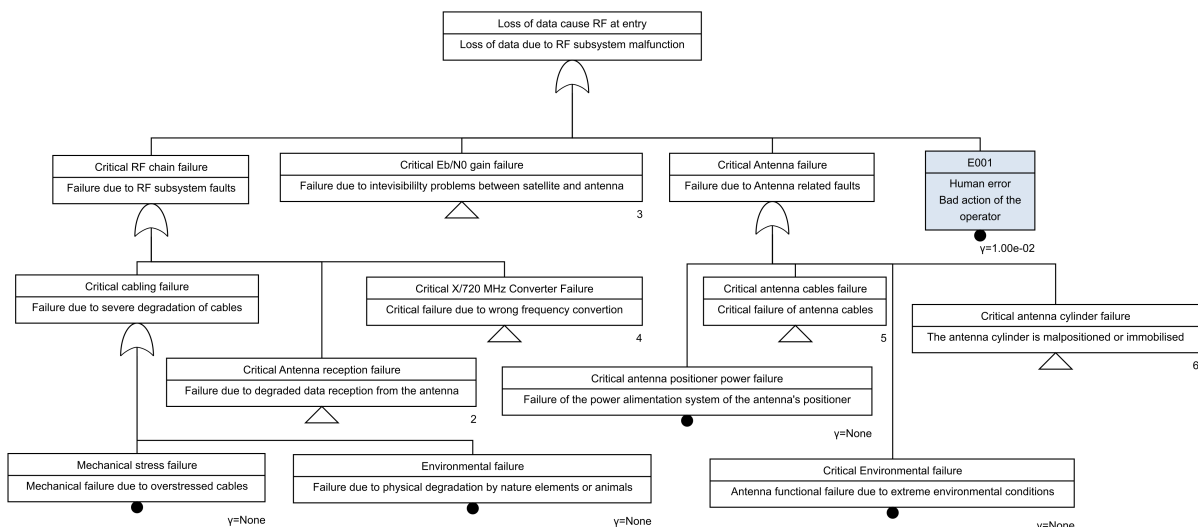 Loss of data cause RF at entry
Loss of data due to RF subsystem malfunction
Critical RF chain failure
Failure due to RF subsystem faults
Critical Eb/N0 gain failure
Failure due to intevisibility problems between satellite and antenna
3
Critical Antenna failure
Failure due to Antenna related faults
E001
Human error
Bad action of the
operator
γ=1.00e-02
Critical cabling failure
Failure due to severe degradation of cables
Critical X/720 MHz Converter Failure
Critical failure due to wrong frequency convertion
4
Critical antenna cables failure
Critical failure of antenna cables
5
Critical antenna cylinder failure
The antenna cylinder is malpositioned or immobilised
6
Critical Antenna reception failure
Failure due to degraded data reception from the antenna
2
Critical antenna positioner power failure
Failure of the power alimentation system of the antenna's positioner
γ=None
Mechanical stress failure
Mechanical failure due to overstressed cables
γ=None
Environmental failure
Failure due to physical degradation by nature elements or animals
γ=None
Critical Environmental failure
Antenna functional failure due to extreme environmental conditions
γ=None